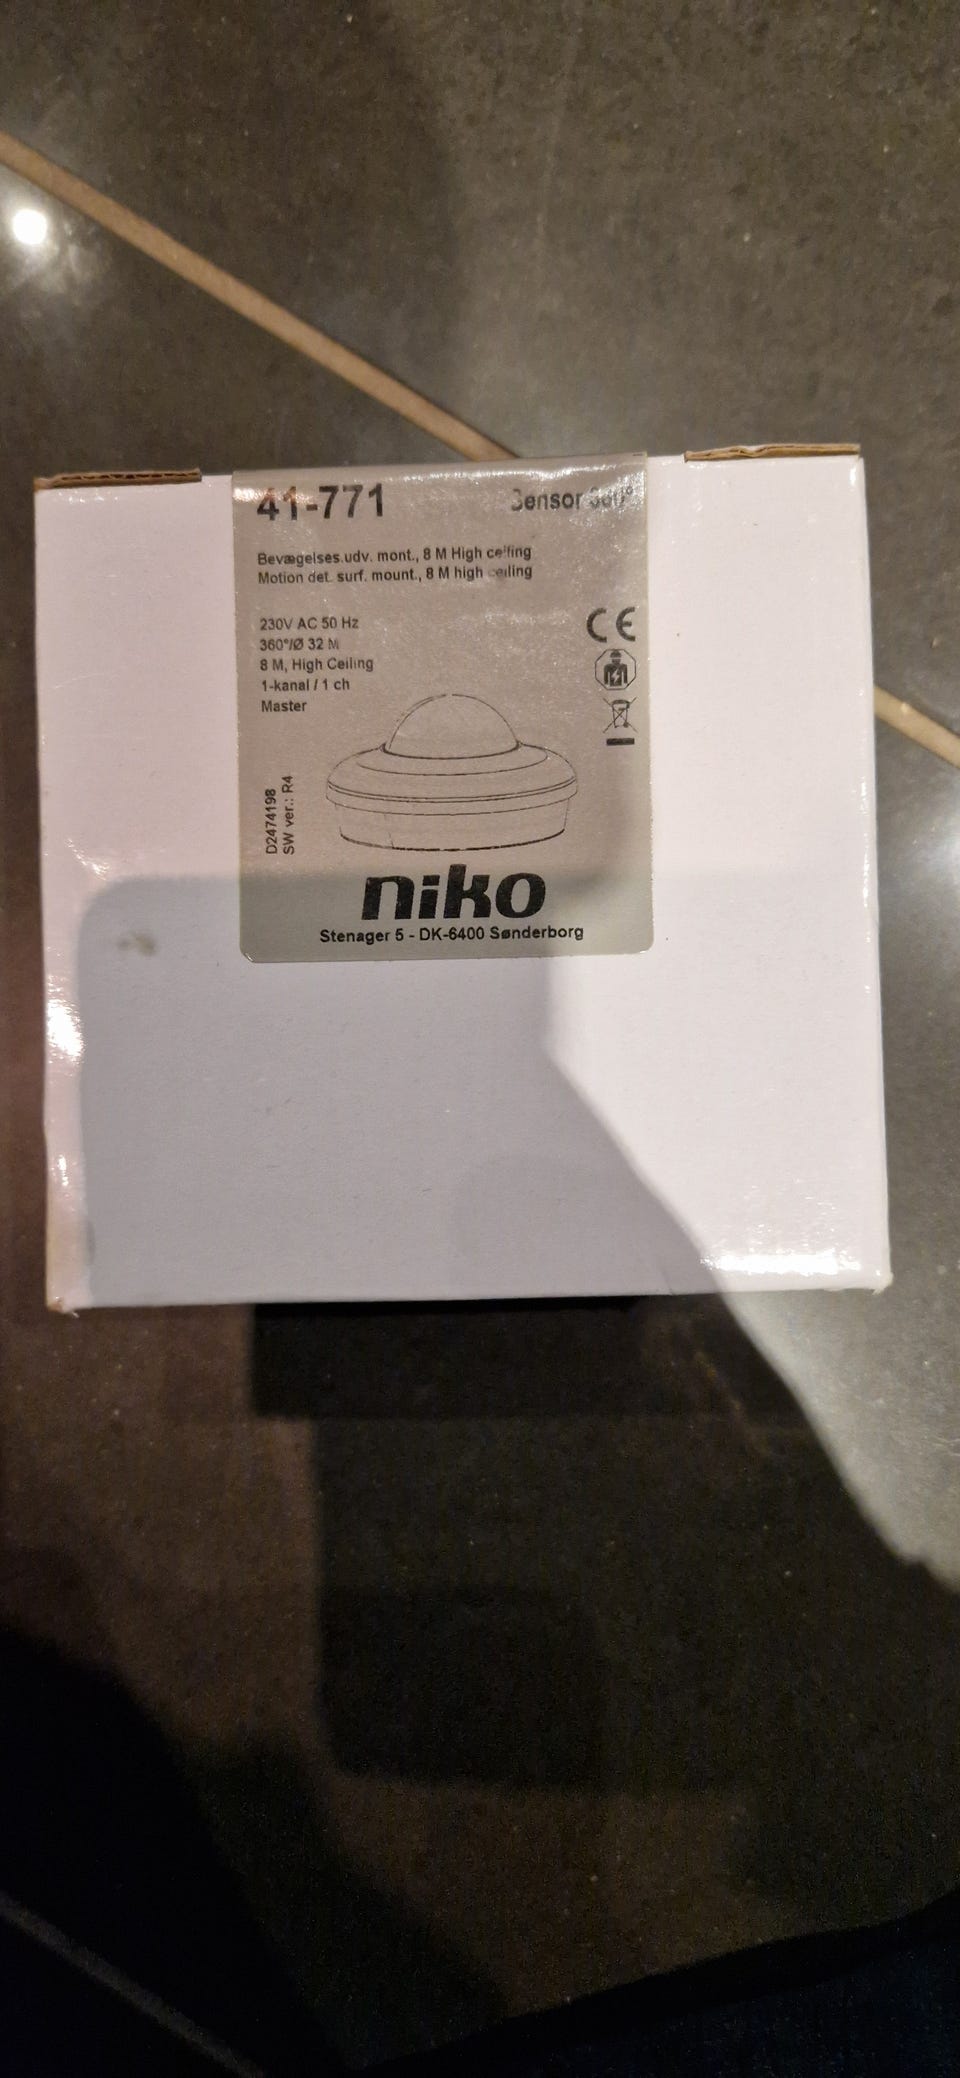 41-771
Sensor 360°
Bevægelses.udv. mont., 8 M High ceiling
Motion det. surf. mount., 8 M high ceiling
230V AC 50 Hz
360°/Ø 32 M
8 M, High Ceiling
1-kanal / 1 ch
Master
CE
D2474198
SW ver.: R4
niko
Stenager 5 - DK-6400 Sønderborg